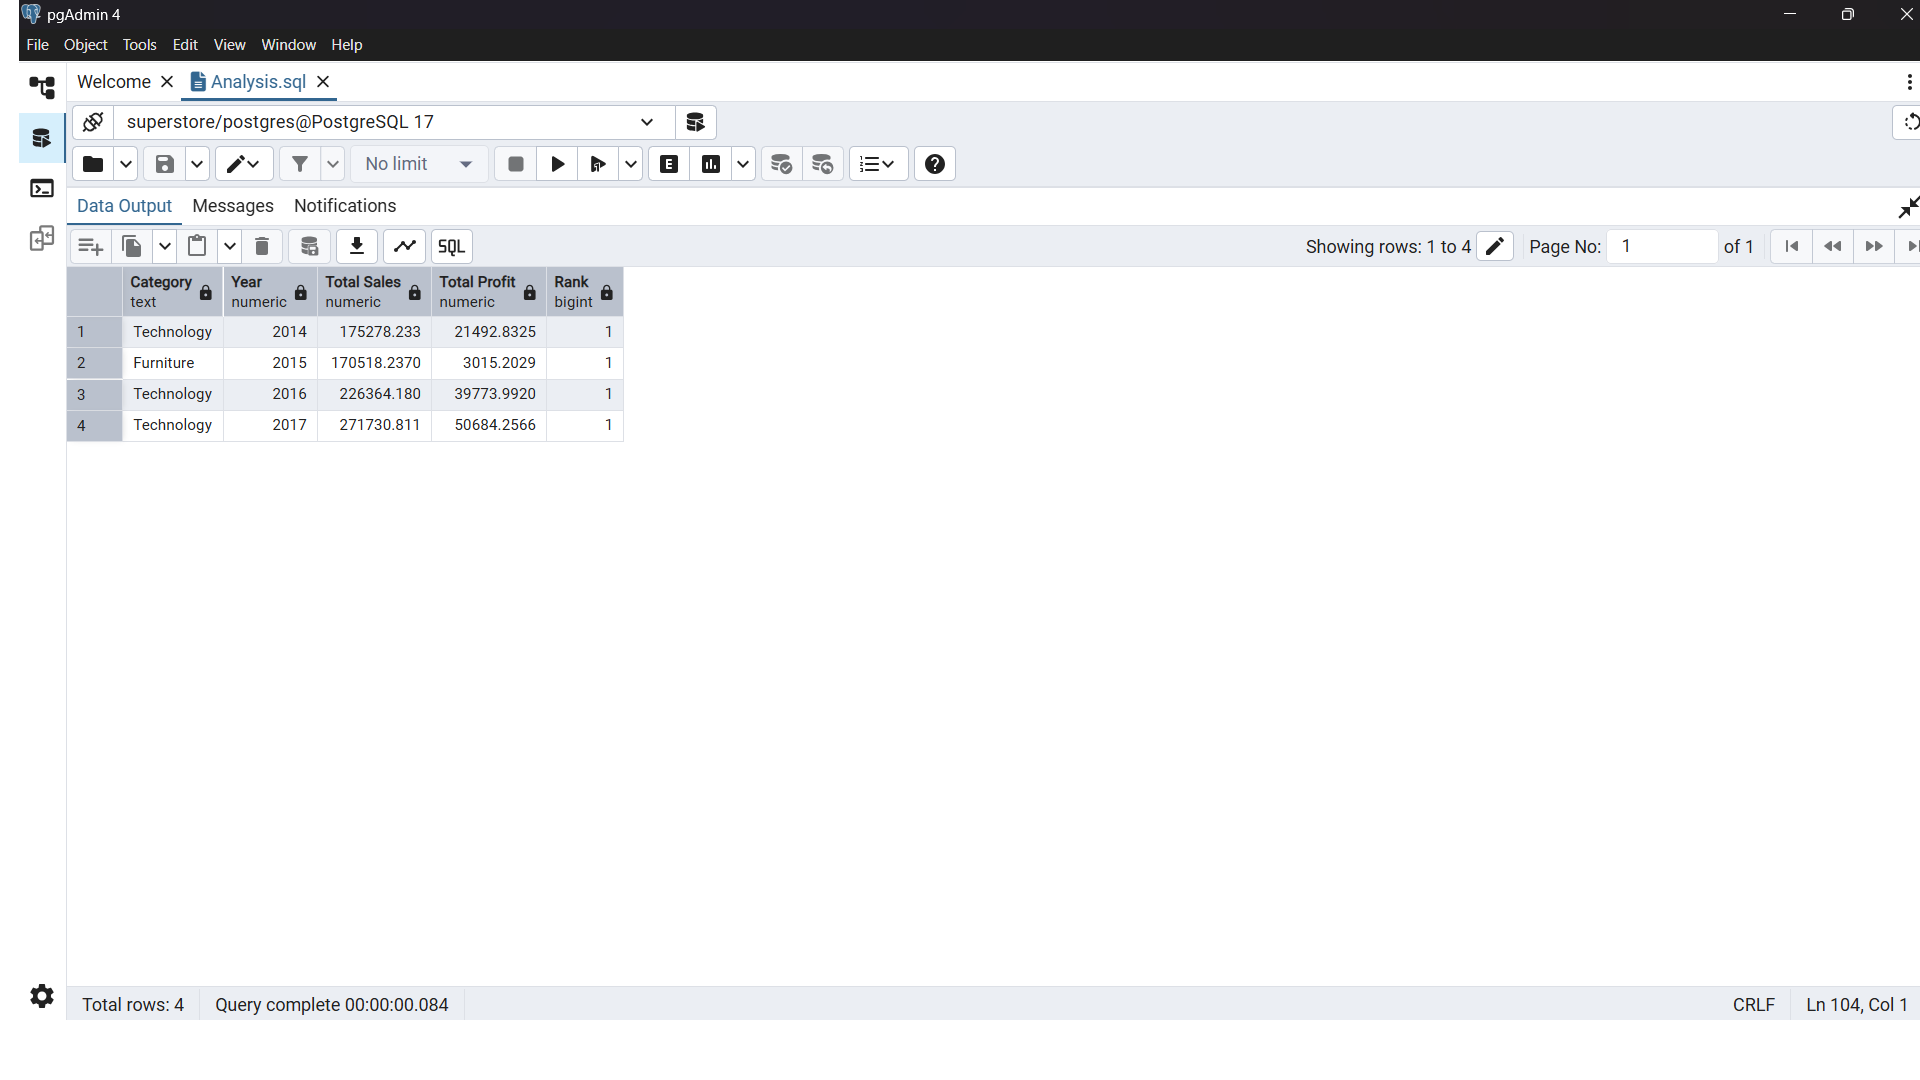 pgAdmin 4
File Object Tools Edit View Window Help
Welcome Analysis.sql
superstore/postgres@PostgreSQL 17
No limit E
Data Output Messages Notifications
SQL Showing rows: 1 to 4 Page No: 1 of 1
Category Year Total Sales Total Profit Rank
text numeric numeric numeric bigint
1 Technology 2014 175278.233 21492.8325 1
2 Furniture 2015 170518.2370 3015.2029 1
3 Technology 2016 226364.180 39773.9920 1
4 Technology 2017 271730.811 50684.2566 1
Total rows: 4 Query complete 00:00:00.084 CRLF Ln 104, Col 1